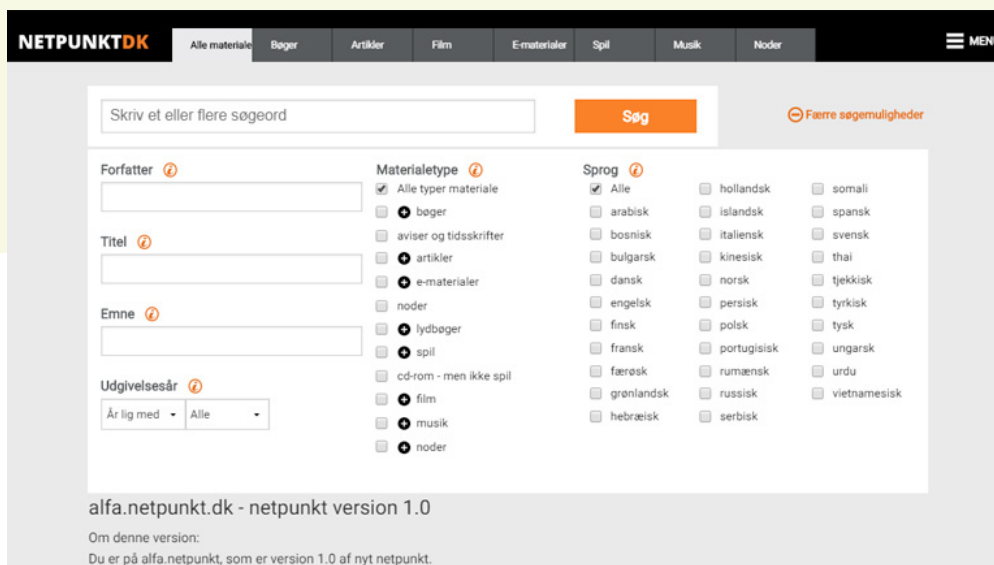 NETPUNKTDK
Alle materiale
Bøger
Artikler
Film
E-materialer
Spil
Musik
Noder
MENU
Skriv et eller flere søgeord
Søg
Færre søgemuligheder
Forfatter
Titel
Emne
Udgivelsesår
År lig med
Alle
Materialetype
Alle typer materiale
bøger
aviser og tidsskrifter
artikler
e-materialer
noder
lydbøger
spil
cd-rom - men ikke spil
film
musik
noder
Sprog
Alle
arabisk
bosnisk
bulgarsk
dansk
engelsk
finsk
fransk
færøsk
grønlandsk
hebræisk
hollandsk
islandsk
italiensk
kinesisk
norsk
persisk
polsk
portugisisk
rumænsk
russisk
serbisk
somali
spansk
svensk
thai
tjekkisk
tyrkisk
tysk
ungarsk
urdu
vietnamesisk
alfa.netpunkt.dk - netpunkt version 1.0
Om denne version:
Du er på alfa.netpunkt, som er version 1.0 af nyt netpunkt.